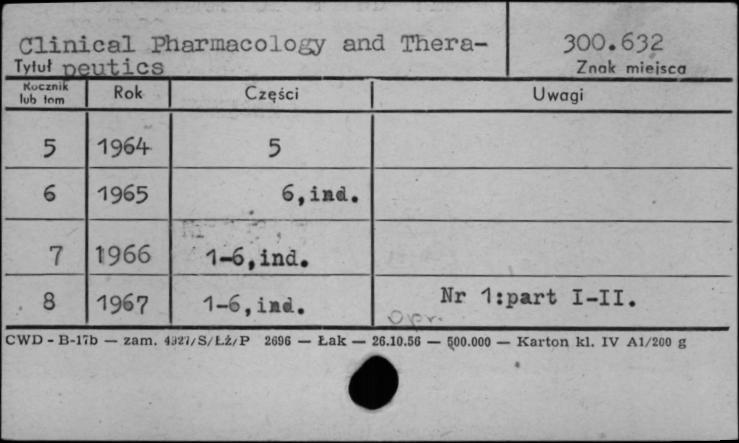 Clinical Pharmacology and Thera-
300.632
Tytuł peutics
Znak miejsca
Rocznik lub tom Rok Części Uwagi
5 1964 5
6 1965 6,ind.
7 1966 1-6,ind.
8 1967 1-6,ind. Nr 1:part I-II.
Opr.
CWD - B-17b — zam. 4927/S/ŁŻ/P 2696 — Łak — 26.10.56 — 500.000 — Karton kl. IV A1/200 g